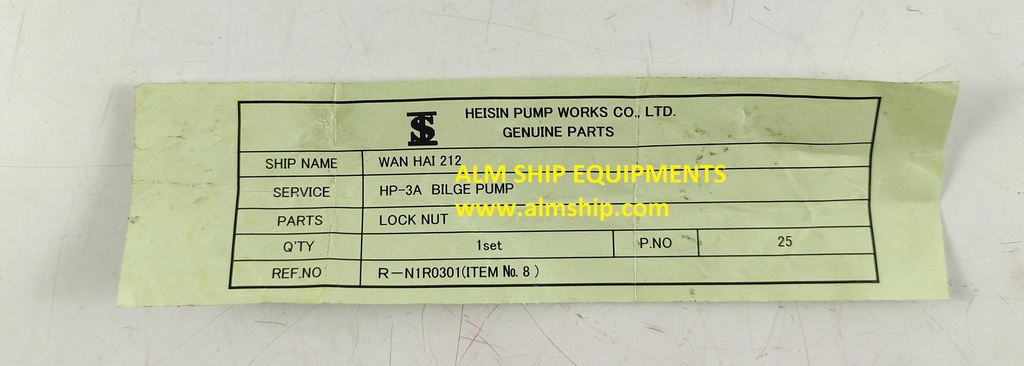 HEISIN PUMP WORKS CO., LTD.
GENUINE PARTS
SHIP NAME WAN HAI 212
ALM SHIP EQUIPMENTS
SERVICE HP-3A BILGE PUMP
www.almship.com
PARTS LOCK NUT
Q'TY 1set P.NO 25
REF.NO R-N1R0301(ITEM No. 8)